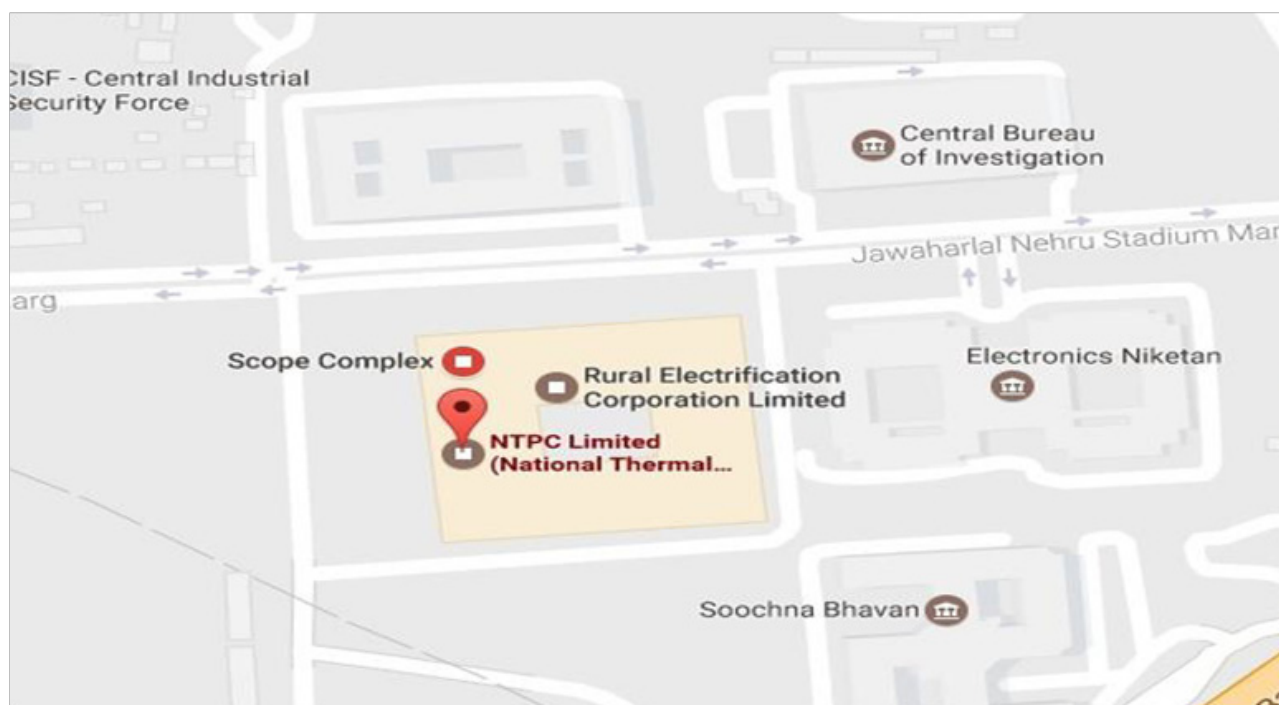 CISF - Central Industrial
Security Force
Central Bureau
of Investigation
Jawaharlal Nehru Stadium Mar
arg
Scope Complex
Rural Electrification
Corporation Limited
Electronics Niketan
NTPC Limited
(National Thermal...
Soochna Bhavan